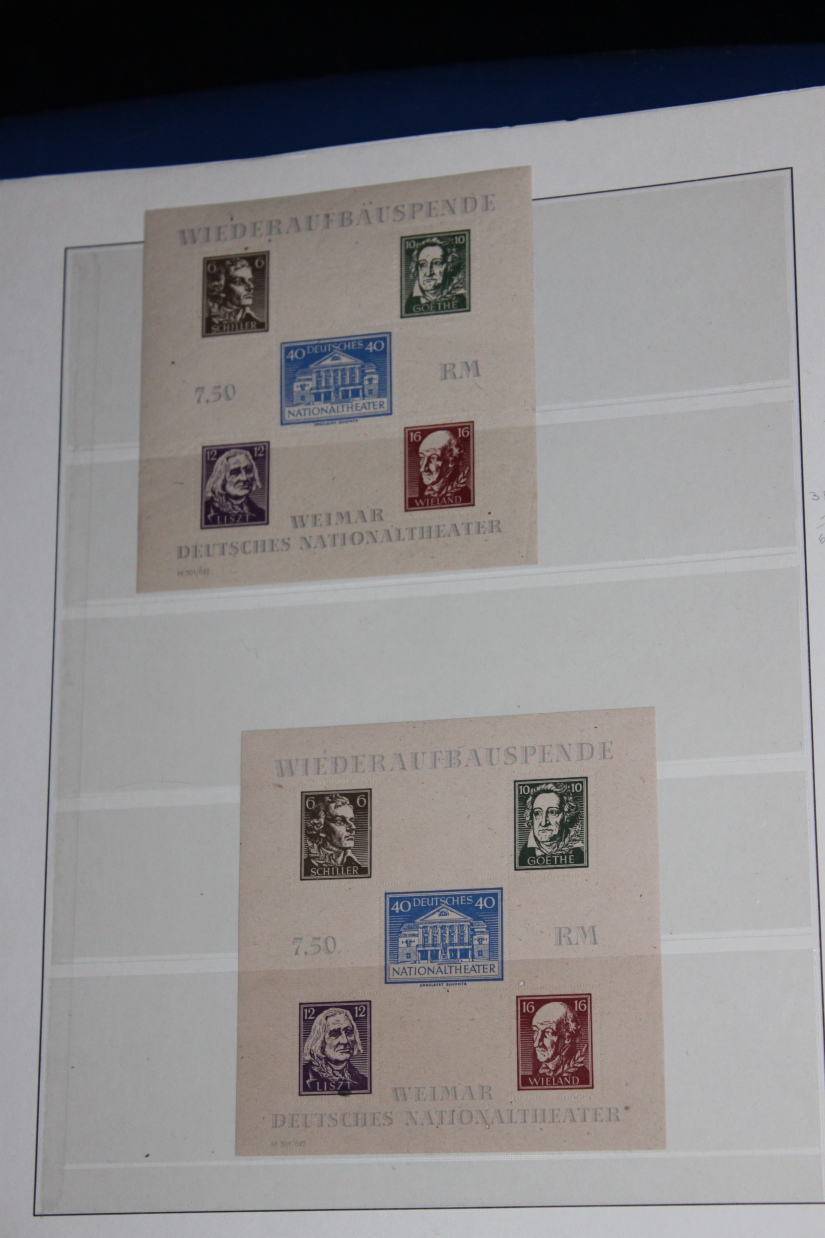 WIEDERAUFBAUSPENDE
6 6
SCHILLER
10 10
GOETHE
40 DEUTSCHES 40
NATIONALTHEATER
7.50 RM
12 12
LISZT
16 16
WIELAND
WEIMAR
DEUTSCHES NATIONALTHEATER
WIEDERAUFBAUSPENDE
6 6
SCHILLER
10 10
GOETHE
40 DEUTSCHES 40
NATIONALTHEATER
7.50 RM
12 12
LISZT
16 16
WIELAND
WEIMAR
DEUTSCHES NATIONALTHEATER